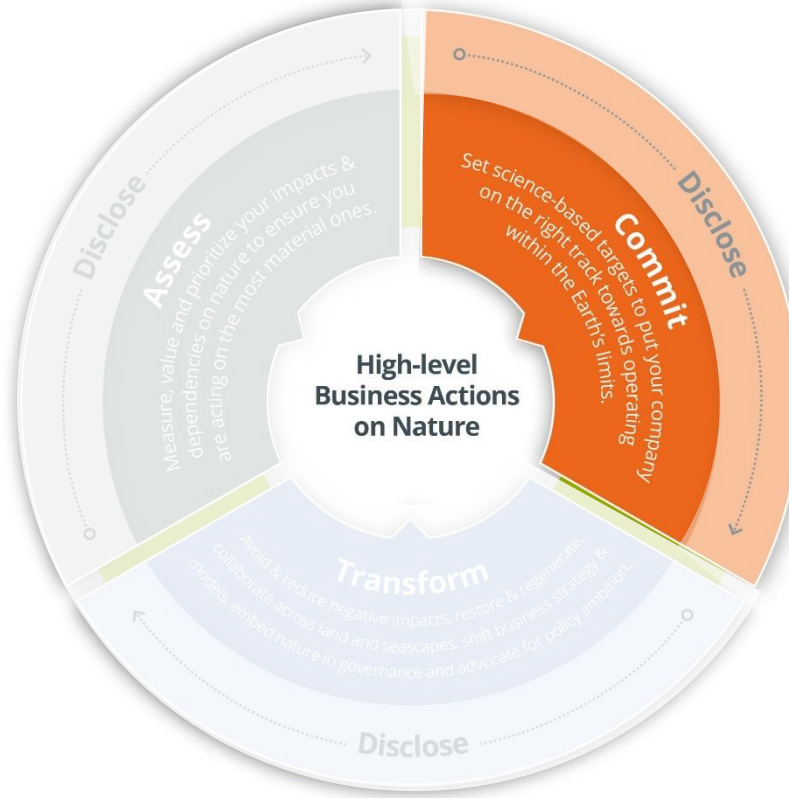 High-level
Business Actions
on Nature
Assess
Measure, value and prioritize your impacts &
dependencies on nature to ensure you
are acting on the most material ones.
Disclose
Commit
Set science-based targets to put your company
on the right track towards operating
within the Earth's limits.
Disclose
Transform
Avoid & reduce negative impacts, restore & regenerate,
collaborate across land and seascapes, shift business strategy &
models, embed nature in governance and advocate for policy ambition.
Disclose